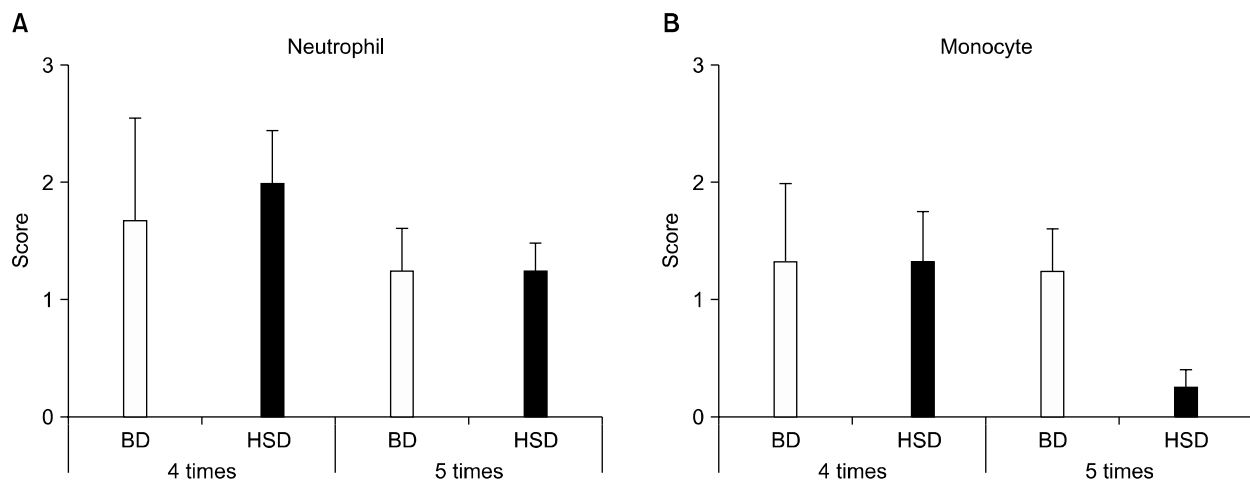 A
Neutrophil
3
2
1
0
Score
BD HSD BD HSD
4 times 5 times
B
Monocyte
3
2
1
0
Score
BD HSD BD HSD
4 times 5 times